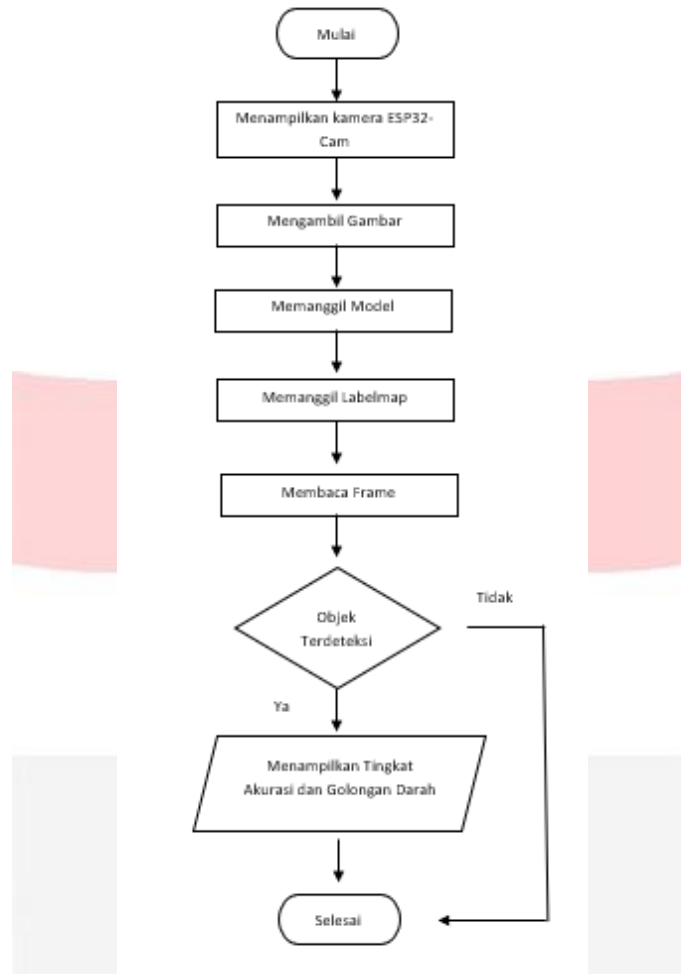 Mulai
Menampilkan kamera ESP32-
Cam
Mengambil Gambar
Memanggil Model
Memanggil Labelmap
Membaca Frame
Objek
Terdeteksi
Tidak
Ya
Menampilkan Tingkat
Akurasi dan Golongan Darah
Selesai